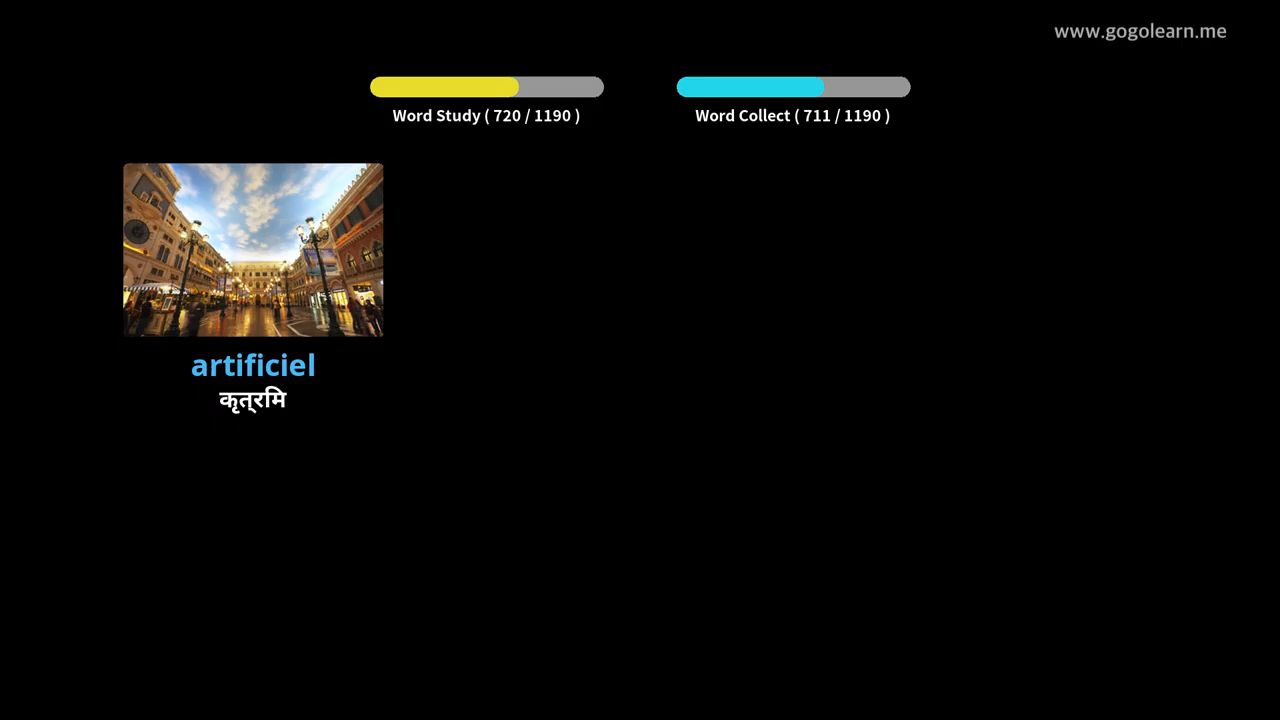 www.gogolearn.me
Word Study ( 720 / 1190 )
Word Collect ( 711 / 1190 )
artificiel
कृत्रमि